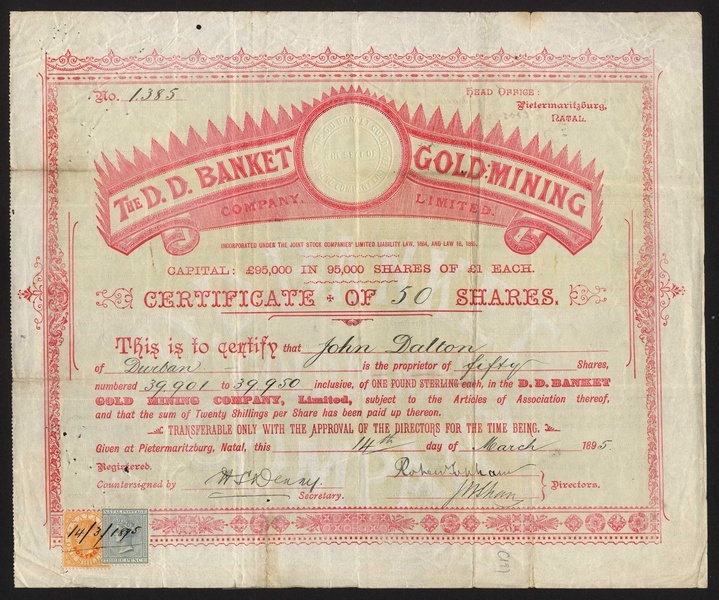 No. 1385
HEAD OFFICE:
Pietermaritzburg,
NATAL.
THE D. D. BANKET GOLD MINING
COMPANY, LIMITED.
INCORPORATED UNDER THE JOINT STOCK COMPANIES' LIMITED LIABILITY LAW, 1864, AND LAW 18, 1893.
CAPITAL: £95,000 IN 95,000 SHARES OF £1 EACH.
CERTIFICATE OF 50 SHARES.
This is to certify that John Dalton
of Durban is the proprietor of fifty Shares,
numbered 39,901 to 39,950 inclusive, of ONE POUND STERLING each, in the D. D. BANKET
GOLD MINING COMPANY, Limited, subject to the Articles of Association thereof,
and that the sum of Twenty Shillings per Share has been paid up thereon.
TRANSFERABLE ONLY WITH THE APPROVAL OF THE DIRECTORS FOR THE TIME BEING.
Given at Pietermaritzburg, Natal, this 14th day of March 1895
Registered.
Countersigned by
Secretary.
Directors.
14/3/1895
NATAL POSTAGE
THREE PENCE